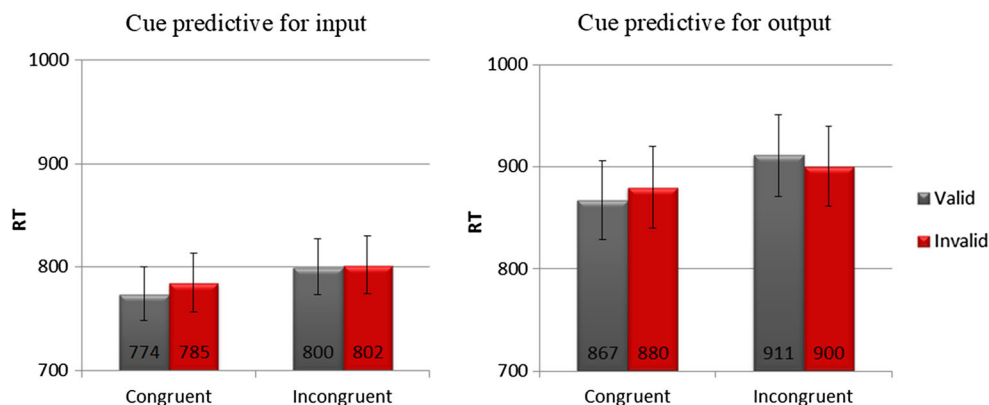 Cue predictive for input
1000
900
800
700
RT
774 785 800 802
Congruent Incongruent
Cue predictive for output
1000
900
800
700
RT
867 880 911 900
Congruent Incongruent
Valid
Invalid